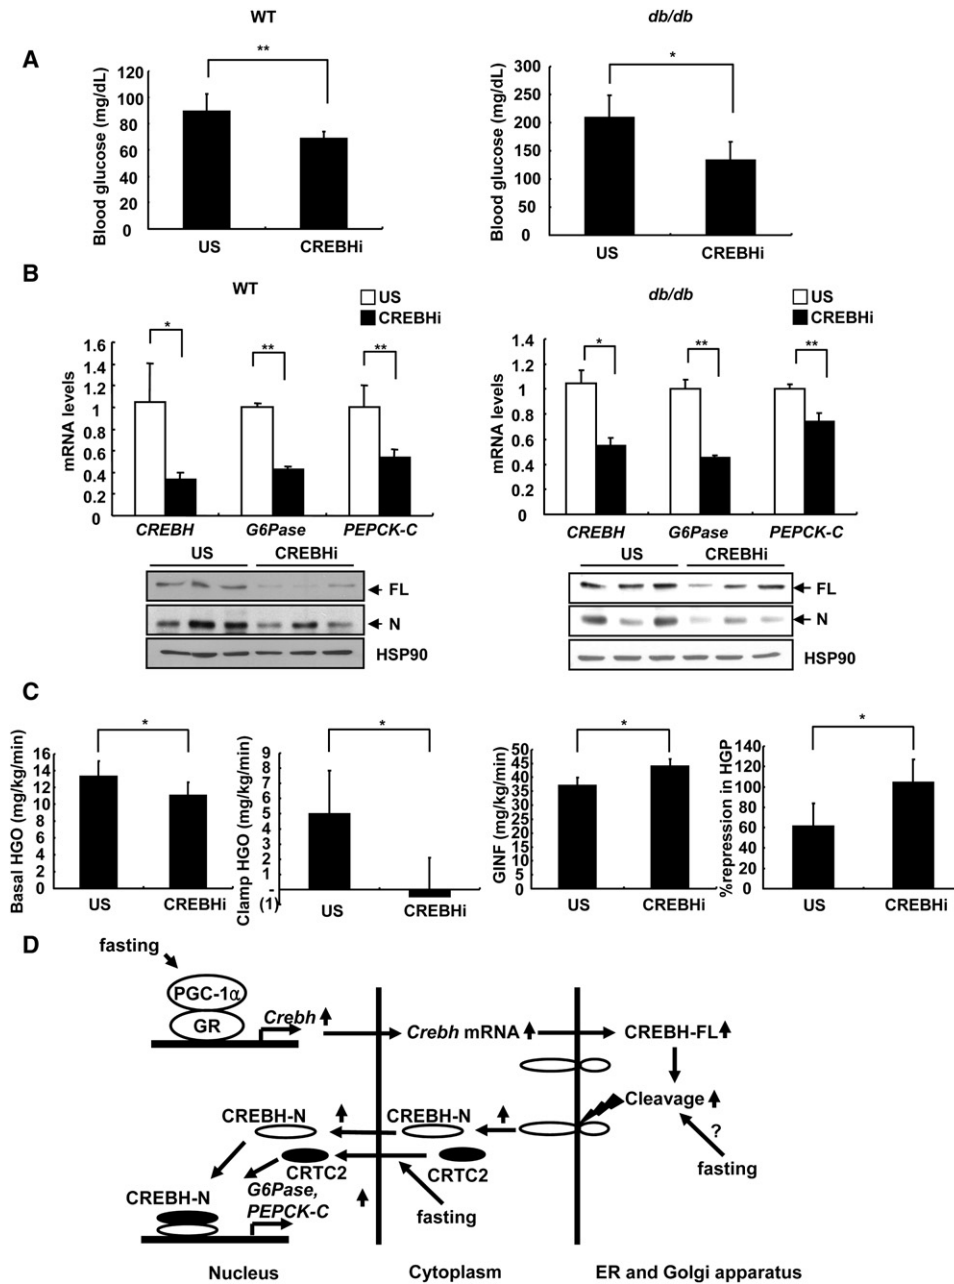 WT
db/db
A
**
*
Blood glucose (mg/dL)
120
100
80
60
40
20
0
US
CREBHi
Blood glucose (mg/dL)
300
250
200
150
100
50
0
US
CREBHi
B
WT
US
CREBHi
db/db
US
CREBHi
mRNA levels
1.6
1.4
1.2
1
0.8
0.6
0.4
0.2
0
*
**
**
CREBH
G6Pase
PEPCK-C
mRNA levels
1.4
1.2
1
0.8
0.6
0.4
0.2
0
*
**
**
CREBH
G6Pase
PEPCK-C
US
CREBHi
FL
N
HSP90
US
CREBHi
FL
N
HSP90
C
Basal HGO (mg/kg/min)
16
14
12
10
8
6
4
2
0
*
US
CREBHi
Clamp HGO (mg/kg/min)
9
8
7
6
5
4
3
2
1
-
(1)
*
US
CREBHi
GINF (mg/kg/min)
50
45
40
35
30
25
20
15
10
5
0
*
US
CREBHi
%repression in HGP
140
120
100
80
60
40
20
0
*
US
CREBHi
D
fasting
PGC-1α
GR
Crebh
Crebh mRNA
CREBH-FL
Cleavage
?
fasting
CREBH-N
CREBH-N
CRTC2
CRTC2
fasting
CREBH-N
G6Pase,
PEPCK-C
Nucleus
Cytoplasm
ER and Golgi apparatus